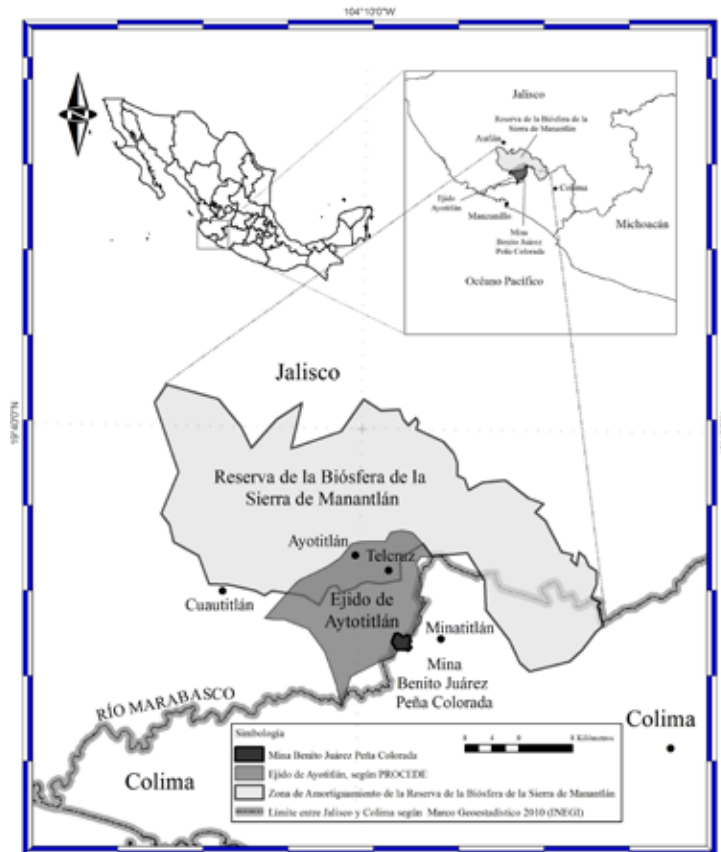 104°10'0"W
N
Jalisco
Reserva de la Biósfera de la
Sierra de Manantlán
Autlán
Colima
Ejido
Ayotitlán
Manzanillo
Mina
Benito Juárez
Peña Colorada
Michoacán
Océano Pacífico
19°40'0"N
Jalisco
Reserva de la Biósfera de la
Sierra de Manantlán
Ayotitlán
Telcruz
Cuautitlán
Ejido de
Aytotitlán
Minatitlán
Mina
Benito Juárez
Peña Colorada
RÍO MARABASCO
Colima
Colima
Simbología
Mina Benito Juárez Peña Colorada
Ejido de Ayotitlán, según PROCEDE
Zona de Amortiguamiento de la Reserva de la Biósfera de la Sierra de Manantlán
Límite entre Jalisco y Colima según Marco Geoestadístico 2010 (INEGI)
8 4 0 8 Kilómetros